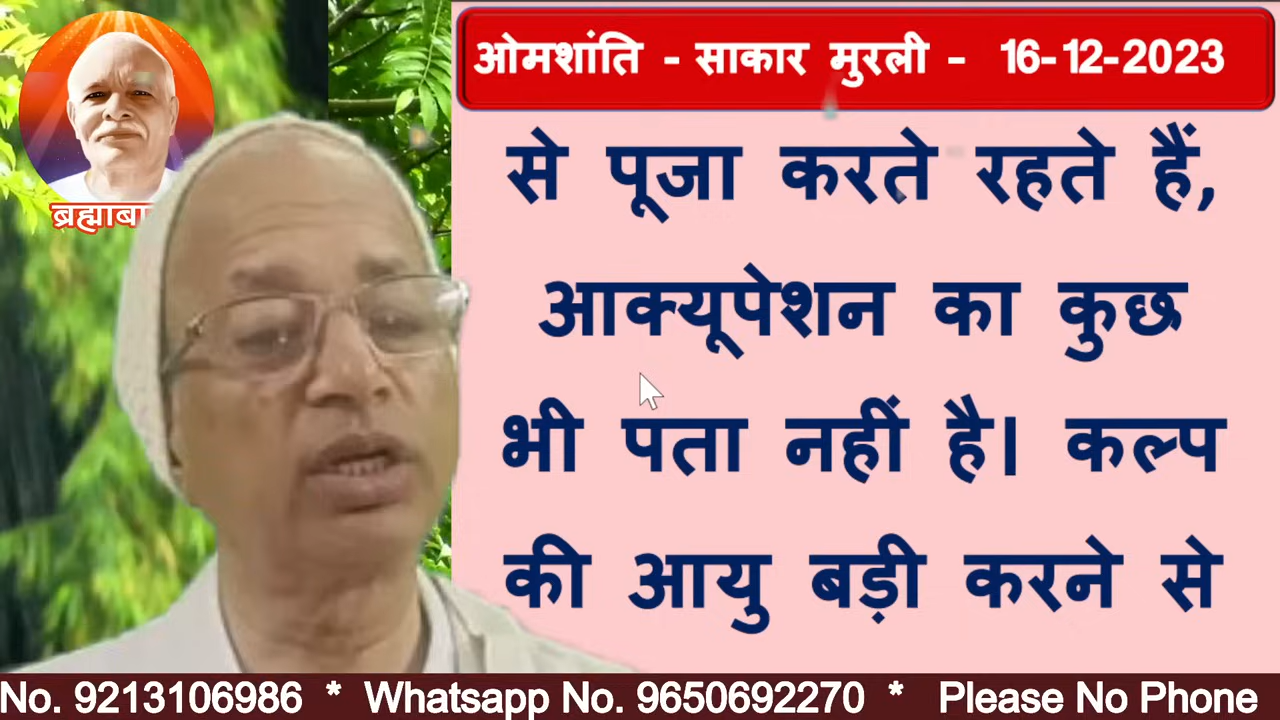 ओमशांति - साकार मुरली - 16-12-2023
ब्रह्माबा
से पूजा करते रहते हैं,
आक्यूपेशन का कुछ
भी पता नहीं है। कल्प
की आयु बड़ी करने से
No. 9213106986 * Whatsapp No. 9650692270 * Please No Phone